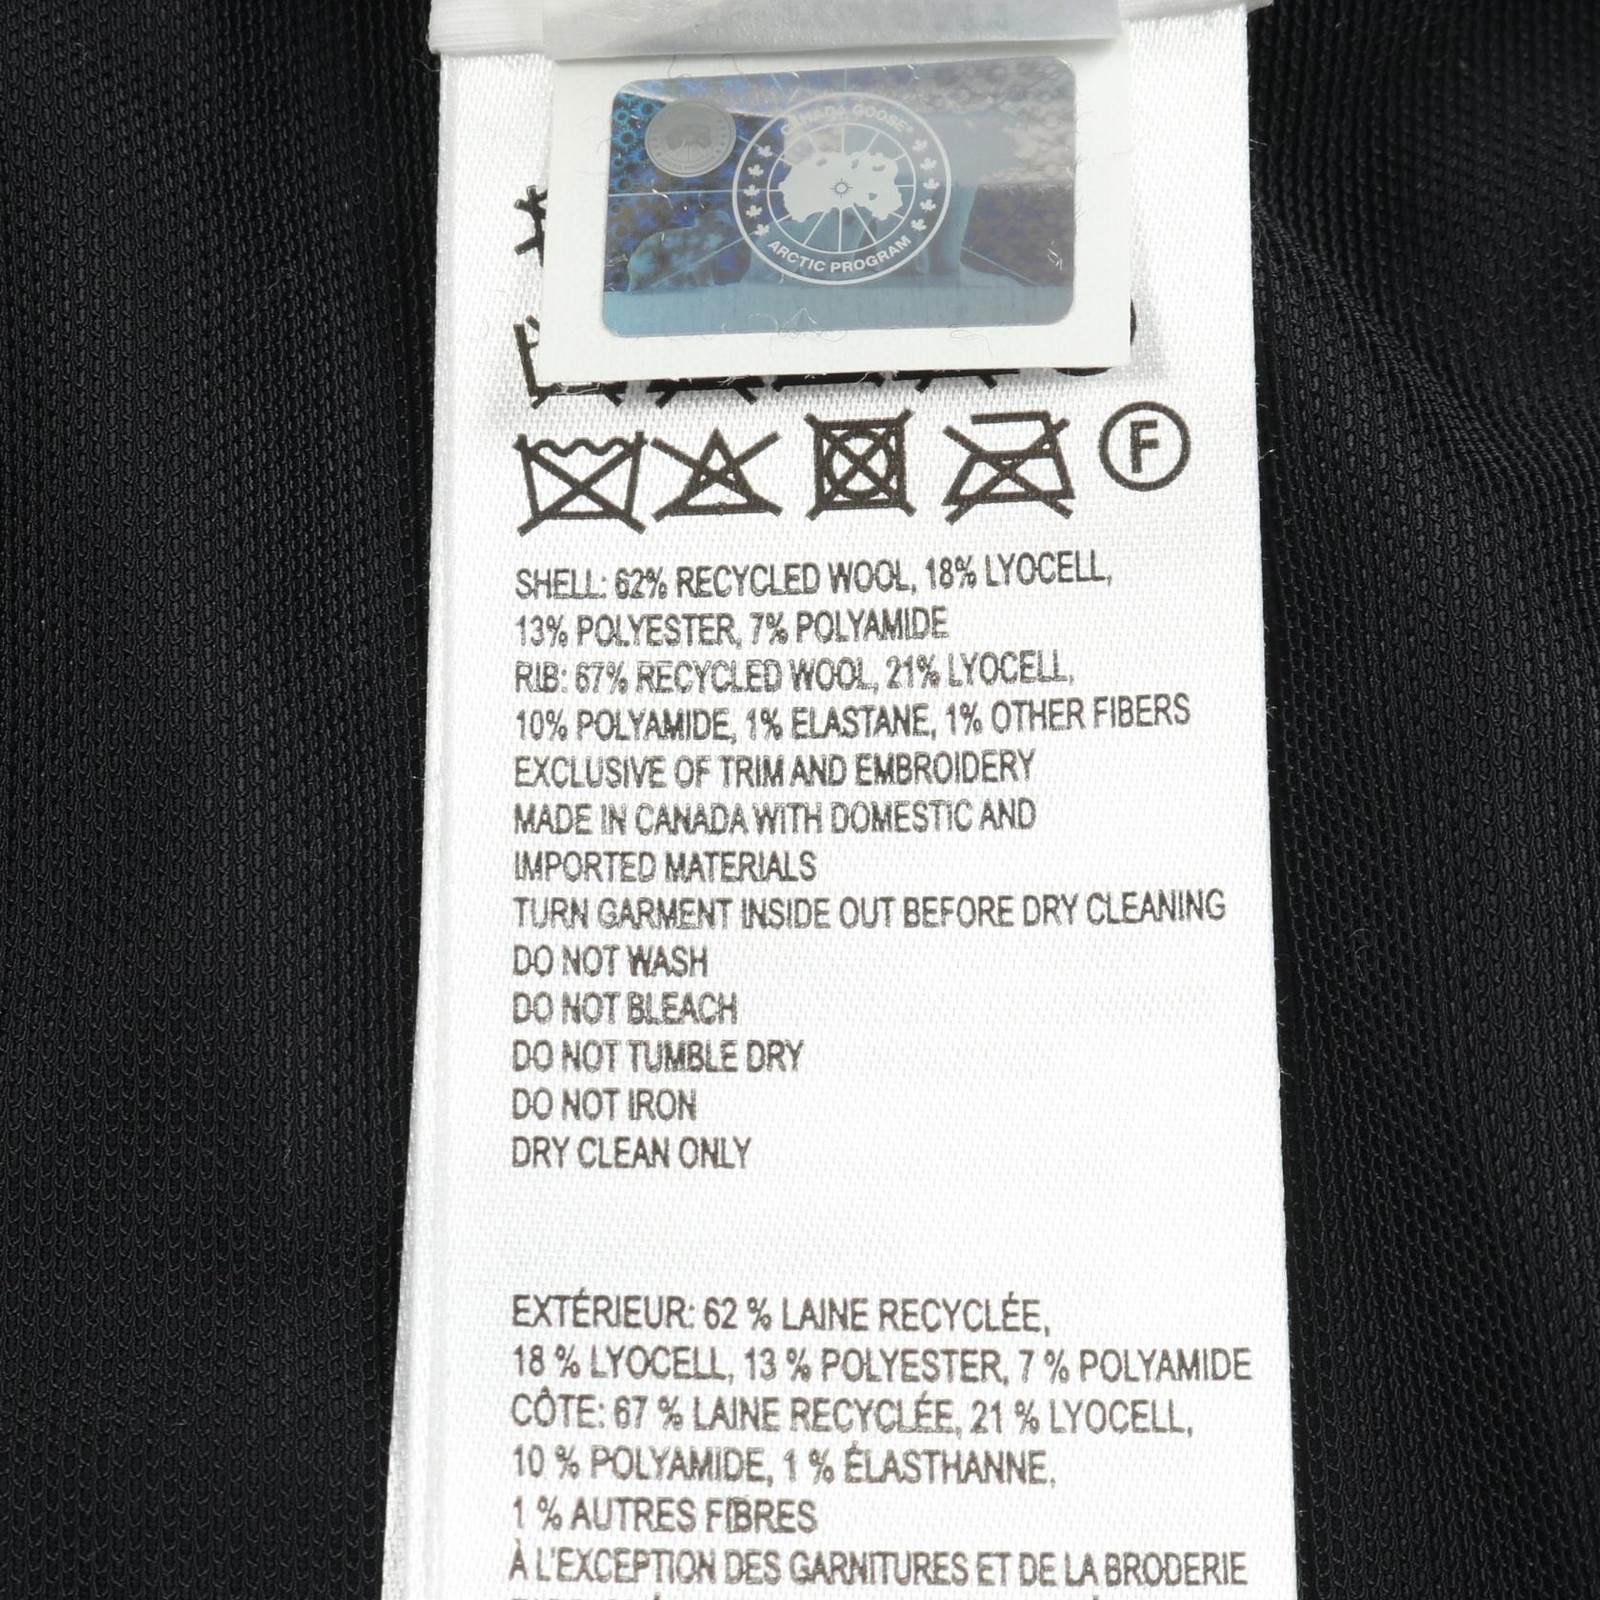 CANADA GOOSE®
ARCTIC PROGRAM
F
SHELL: 62% RECYCLED WOOL, 18% LYOCELL,
13% POLYESTER, 7% POLYAMIDE
RIB: 67% RECYCLED WOOL, 21% LYOCELL,
10% POLYAMIDE, 1% ELASTANE, 1% OTHER FIBERS
EXCLUSIVE OF TRIM AND EMBROIDERY
MADE IN CANADA WITH DOMESTIC AND
IMPORTED MATERIALS
TURN GARMENT INSIDE OUT BEFORE DRY CLEANING
DO NOT WASH
DO NOT BLEACH
DO NOT TUMBLE DRY
DO NOT IRON
DRY CLEAN ONLY
EXTÉRIEUR: 62 % LAINE RECYCLÉE,
18 % LYOCELL, 13 % POLYESTER, 7 % POLYAMIDE
CÔTE: 67 % LAINE RECYCLÉE, 21 % LYOCELL,
10 % POLYAMIDE, 1 % ÉLASTHANNE,
1 % AUTRES FIBRES
À L'EXCEPTION DES GARNITURES ET DE LA BRODERIE